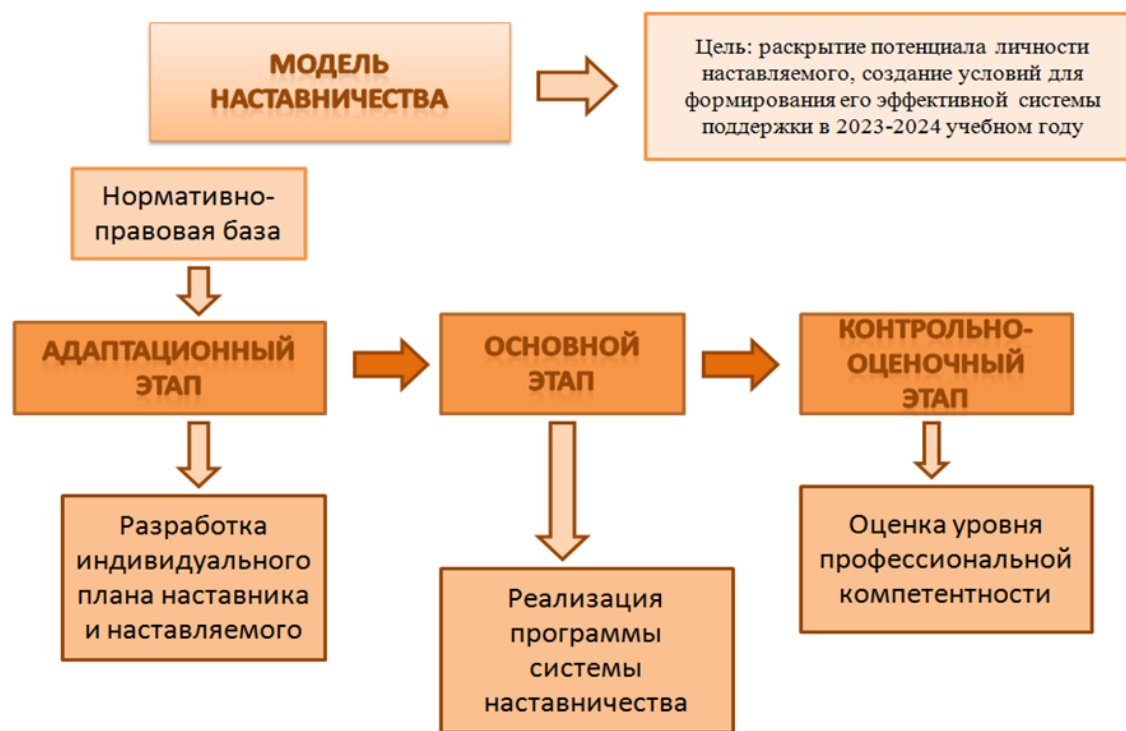 МОДЕЛЬ
НАСТАВНИЧЕСТВА
Цель: раскрытие потенциала личности
наставляемого, создание условий для
формирования его эффективной системы
поддержки в 2023-2024 учебном году
Нормативно-
правовая база
АДАПТАЦИОННЫЙ
ЭТАП
ОСНОВНОЙ
ЭТАП
КОНТРОЛЬНО-
ОЦЕНОЧНЫЙ
ЭТАП
Разработка
индивидуального
плана наставника
и наставляемого
Реализация
программы
системы
наставничества
Оценка уровня
профессиональной
компетентности